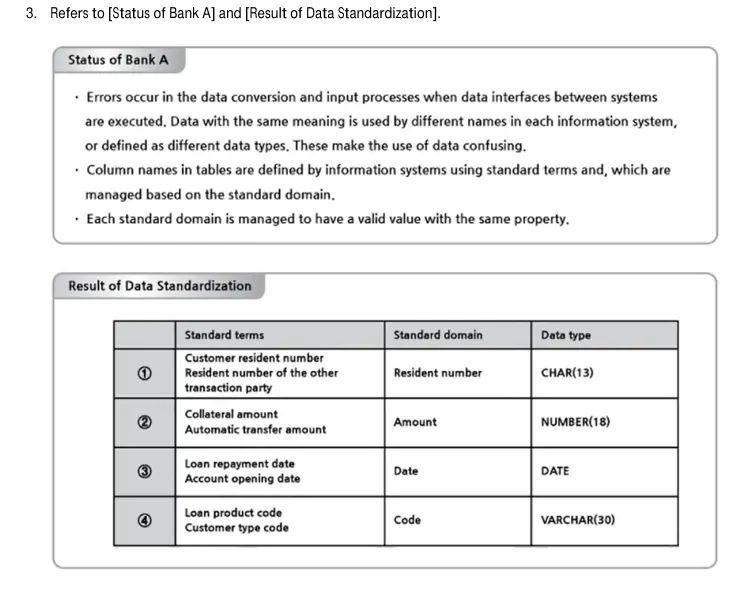 3. Refers to [Status of Bank A] and [Result of Data Standardization].
Status of Bank A
· Errors occur in the data conversion and input processes when data interfaces between systems
are executed. Data with the same meaning is used by different names in each information system,
or defined as different data types. These make the use of data confusing.
· Column names in tables are defined by information systems using standard terms and, which are
managed based on the standard domain.
· Each standard domain is managed to have a valid value with the same property.
Result of Data Standardization
Standard terms Standard domain Data type
① Customer resident number
Resident number of the other
transaction party
Resident number CHAR(13)
② Collateral amount
Automatic transfer amount
Amount NUMBER(18)
③ Loan repayment date
Account opening date
Date DATE
④ Loan product code
Customer type code
Code VARCHAR(30)